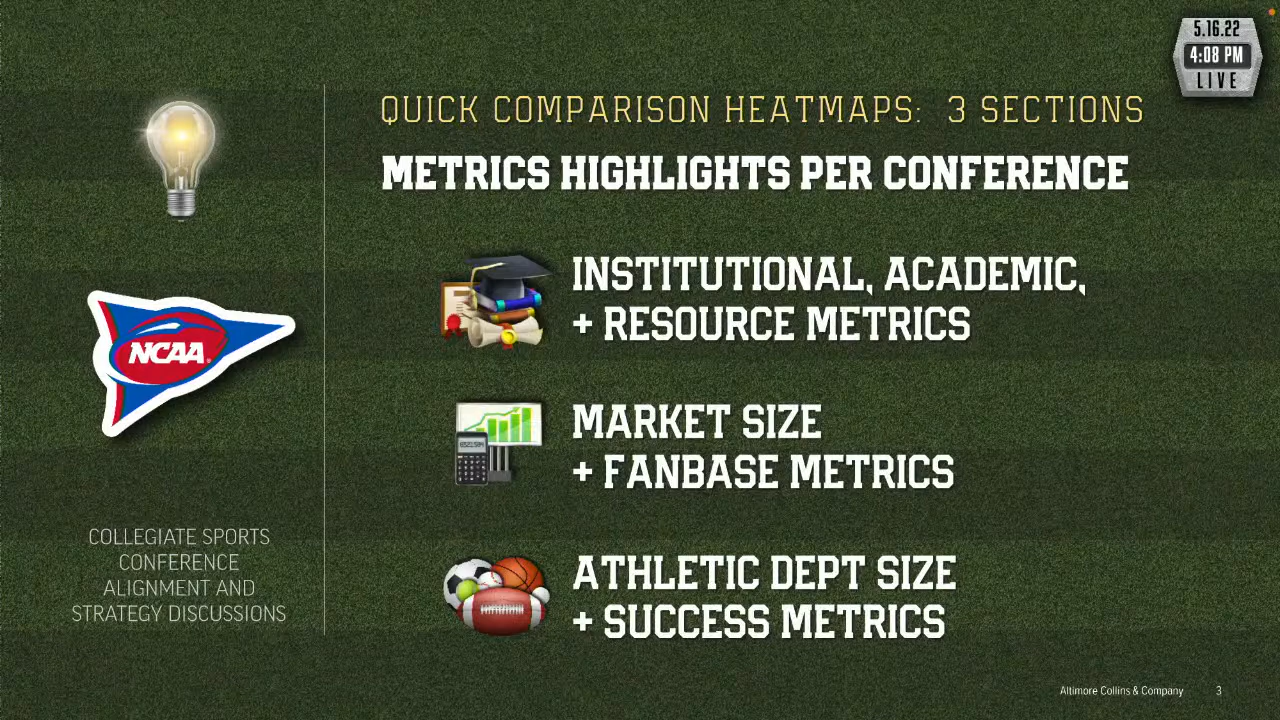 5.16.22
4:08 PM
LIVE
QUICK COMPARISON HEATMAPS: 3 SECTIONS
METRICS HIGHLIGHTS PER CONFERENCE
INSTITUTIONAL, ACADEMIC,
+ RESOURCE METRICS
NCAA
MARKET SIZE
+ FANBASE METRICS
COLLEGIATE SPORTS
CONFERENCE
ALIGNMENT AND
STRATEGY DISCUSSIONS
ATHLETIC DEPT SIZE
+ SUCCESS METRICS
Altimore Collins & Company
3